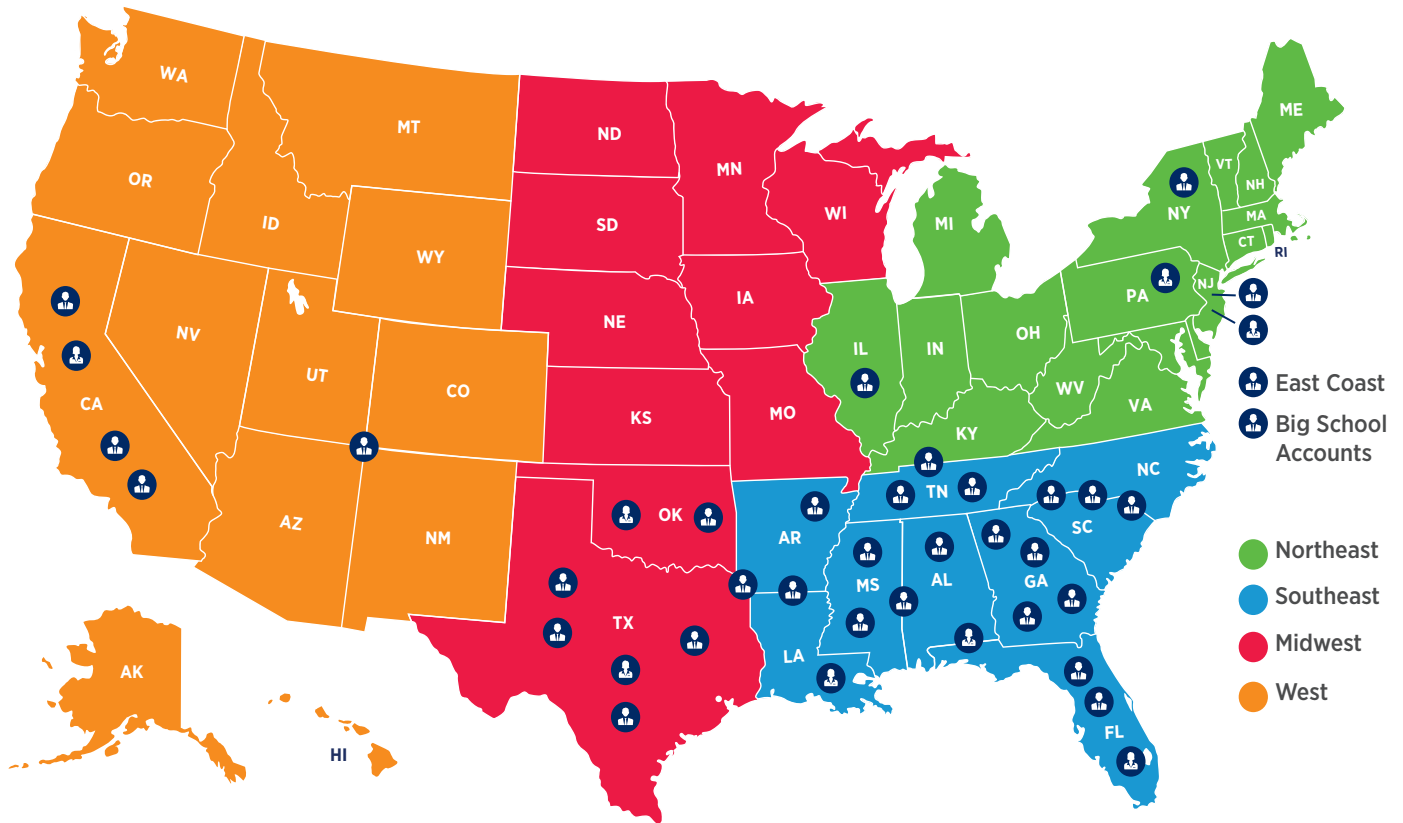 WA
MT
ND
MN
ME
OR
ID
SD
WI
MI
VT
NH
NY
MA
CT
RI
WY
IA
PA
NJ
NV
NE
IL
IN
OH
UT
CO
KS
MO
WV
VA
KY
CA
East Coast
Big School
Accounts
AZ
NM
OK
AR
TN
NC
SC
TX
MS
AL
GA
LA
FL
AK
HI
Northeast
Southeast
Midwest
West